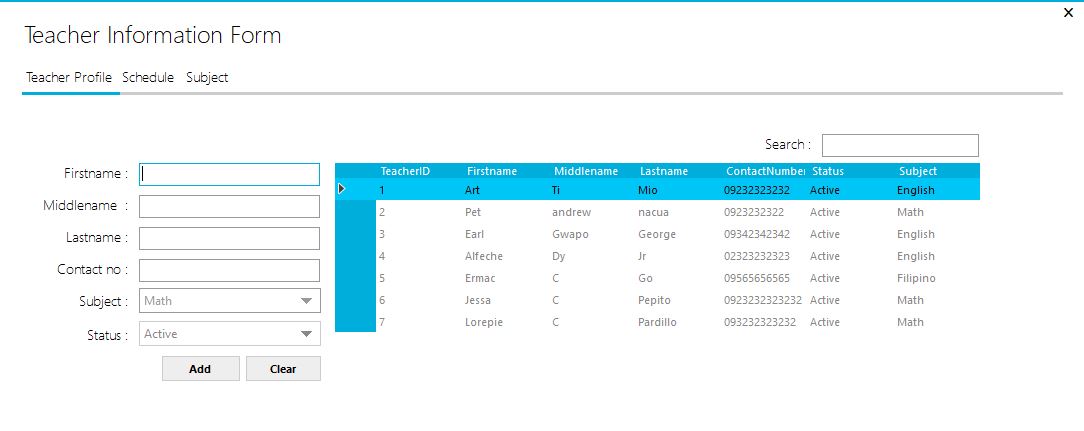 Teacher Information Form
Teacher Profile Schedule Subject
Search :
Firstname :
Middlename :
Lastname :
Contact no :
Subject : Math
Status : Active
Add Clear
TeacherID Firstname Middlename Lastname ContactNumber Status Subject
1 Art Ti Mio 09232323232 Active English
2 Pet andrew nacua 0923232322 Active Math
3 Earl Gwapo George 09342342342 Active English
4 Alfeche Dy Jr 02323232323 Active English
5 Ermac C Go 09565656565 Active Filipino
6 Jessa C Pepito 0923232323232 Active Math
7 Lorepie C Pardillo 093232323232 Active Math